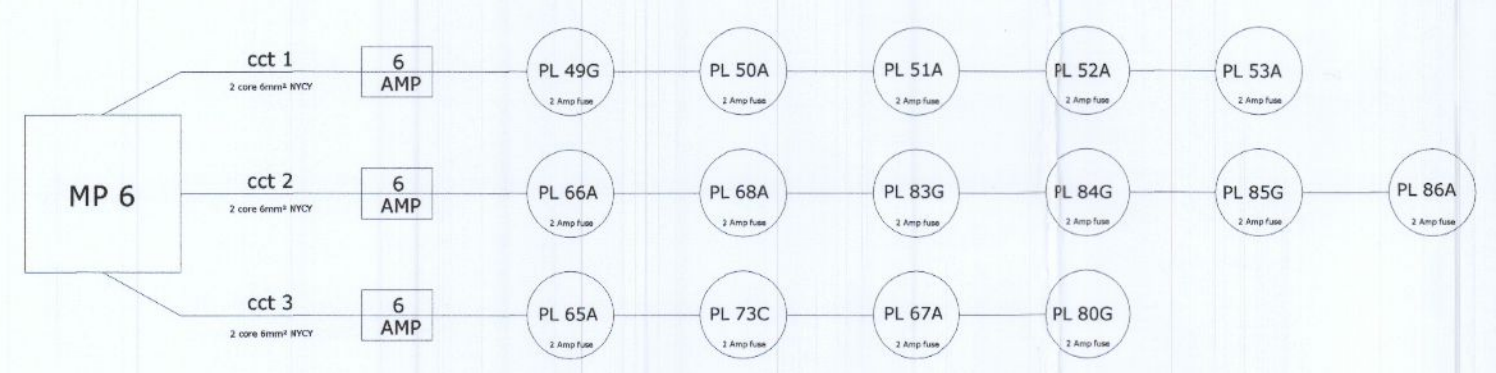 cct 1
2 core 6mm² NYCY
6
AMP
PL 49G
2 Amp fuse
PL 50A
2 Amp fuse
PL 51A
2 Amp fuse
PL 52A
2 Amp fuse
PL 53A
2 Amp fuse
MP 6
cct 2
2 core 6mm² NYCY
6
AMP
PL 66A
2 Amp fuse
PL 68A
2 Amp fuse
PL 83G
2 Amp fuse
PL 84G
2 Amp fuse
PL 85G
2 Amp fuse
PL 86A
2 Amp fuse
cct 3
2 core 6mm² NYCY
6
AMP
PL 65A
2 Amp fuse
PL 73C
2 Amp fuse
PL 67A
2 Amp fuse
PL 80G
2 Amp fuse